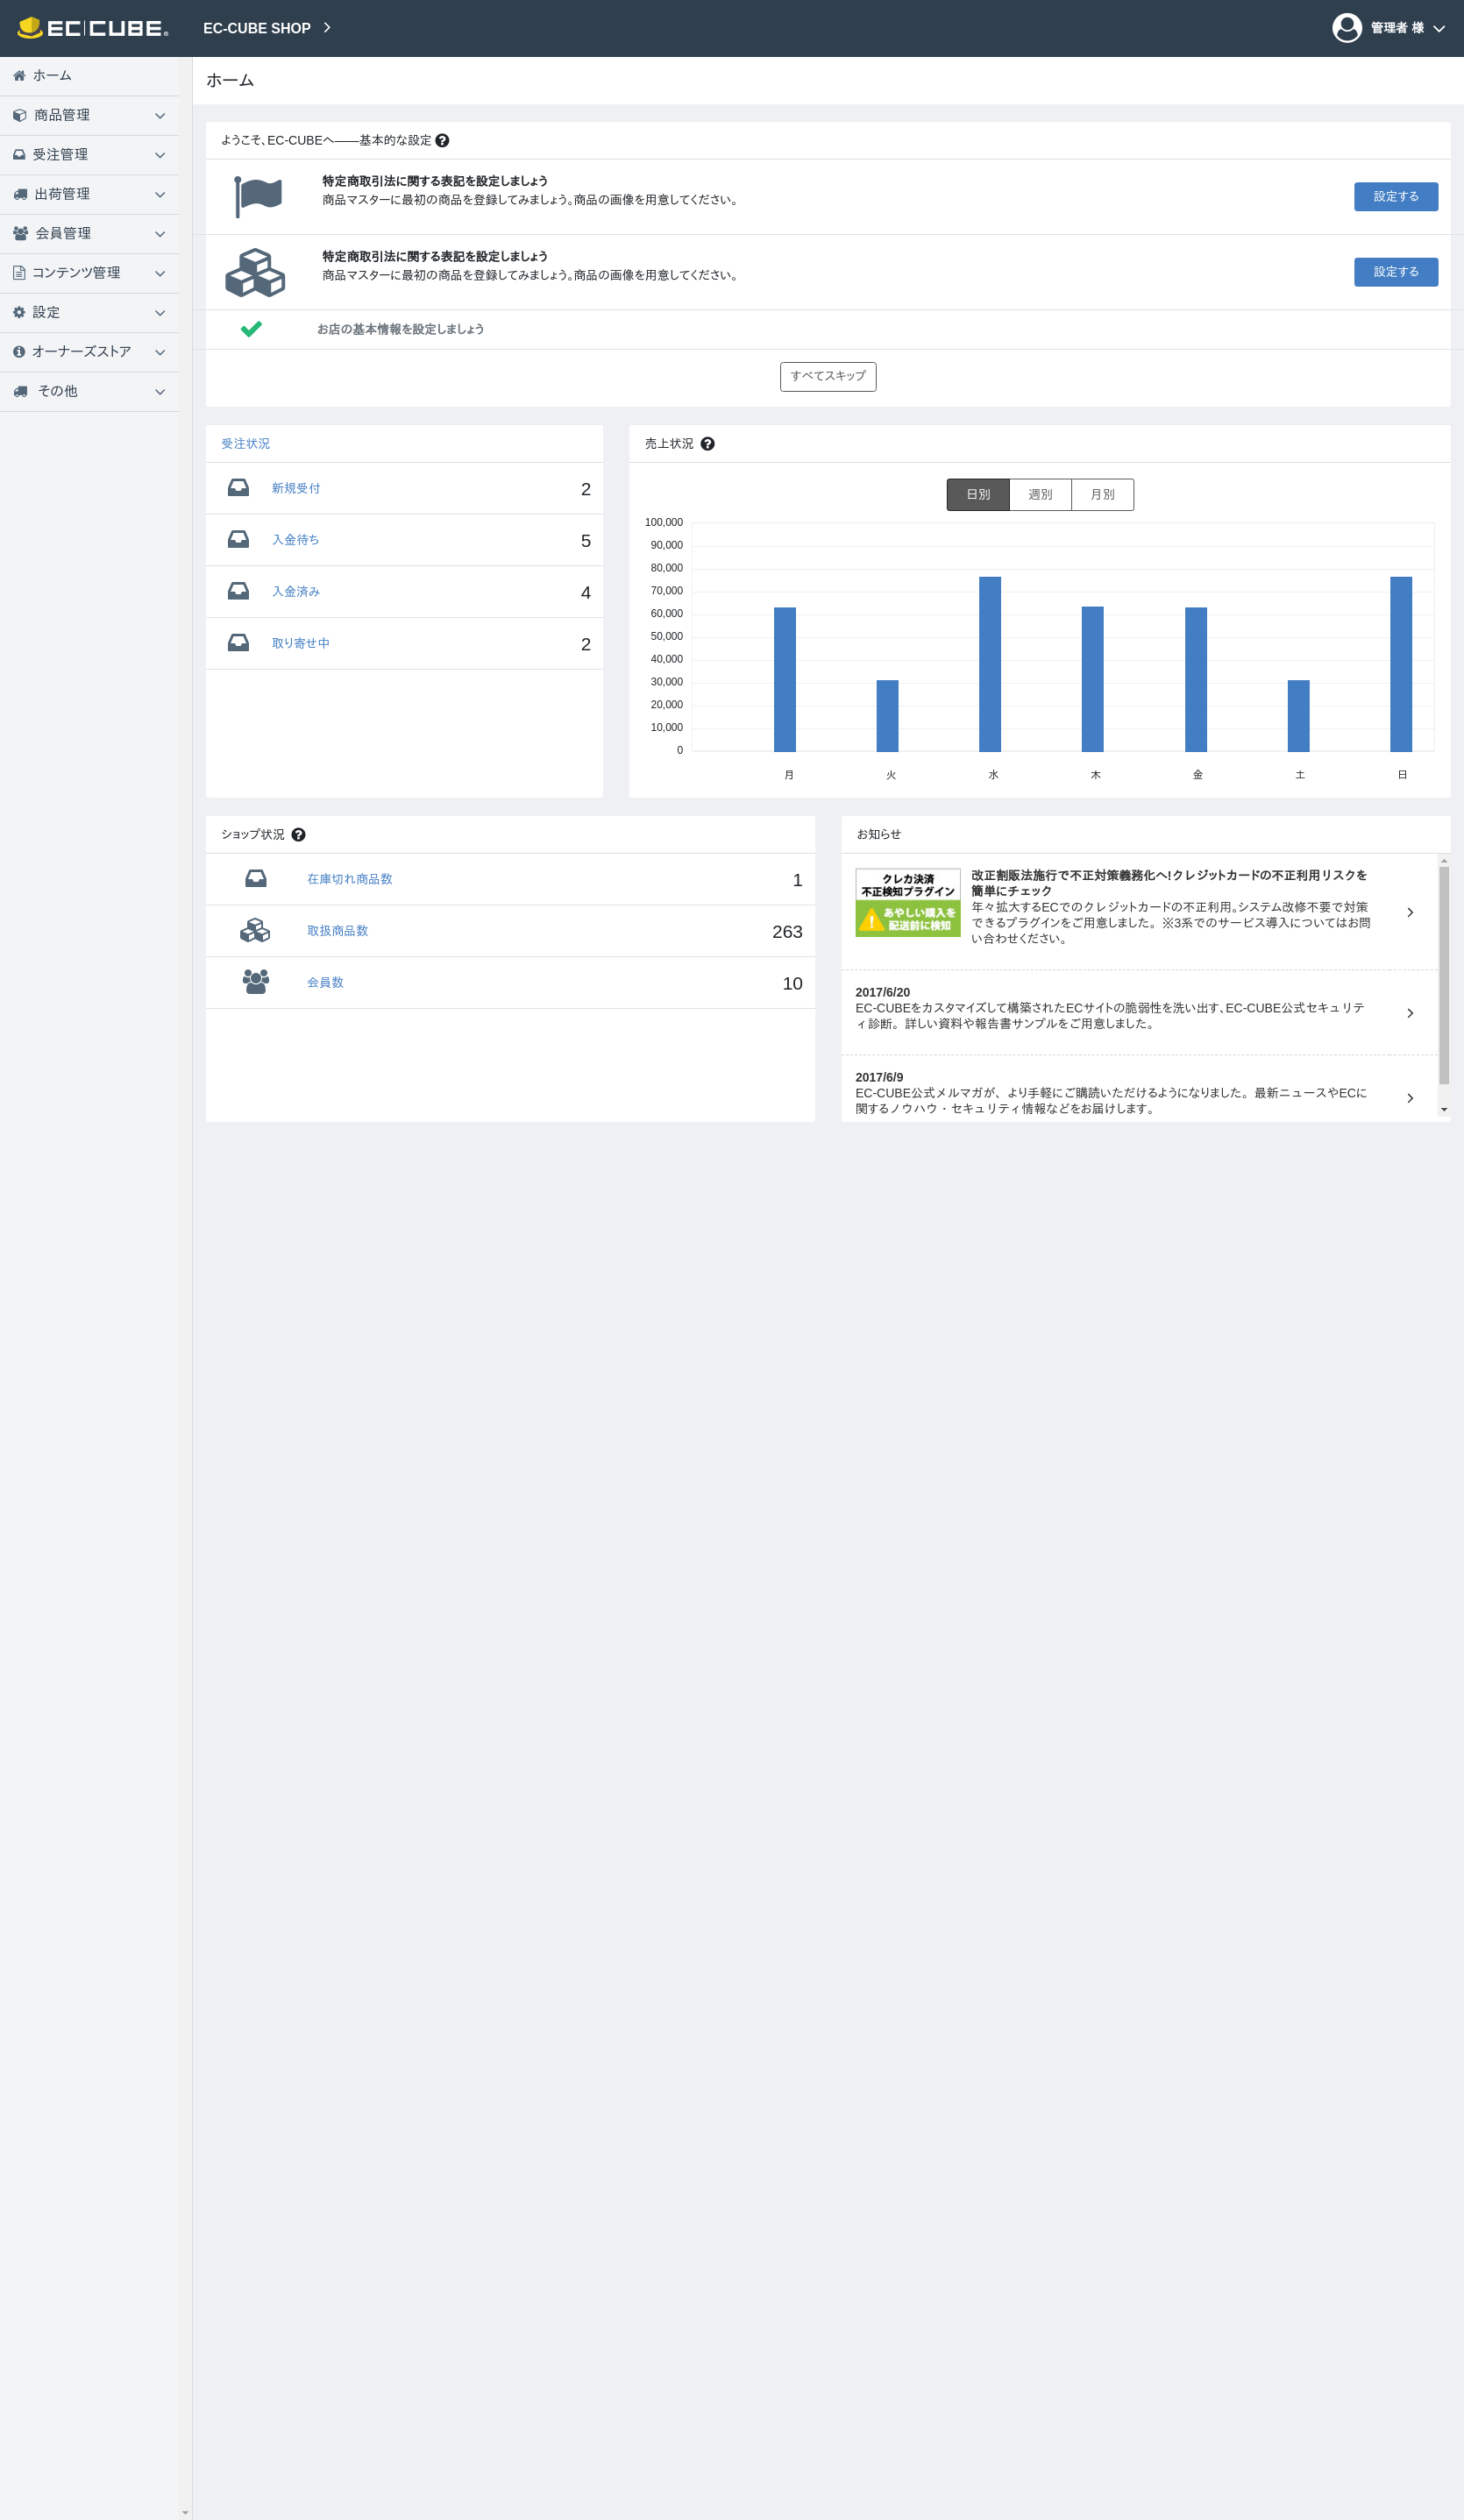 EC CUBE®
EC-CUBE SHOP
管理者 様
ホーム
商品管理
受注管理
出荷管理
会員管理
コンテンツ管理
設定
オーナーズストア
その他
ホーム
ようこそ、EC-CUBEへ——基本的な設定
特定商取引法に関する表記を設定しましょう
商品マスターに最初の商品を登録してみましょう。商品の画像を用意してください。
設定する
特定商取引法に関する表記を設定しましょう
商品マスターに最初の商品を登録してみましょう。商品の画像を用意してください。
設定する
お店の基本情報を設定しましょう
すべてスキップ
受注状況
新規受付 2
入金待ち 5
入金済み 4
取り寄せ中 2
売上状況
日別 週別 月別
100,000
90,000
80,000
70,000
60,000
50,000
40,000
30,000
20,000
10,000
0
月 火 水 木 金 土 日
ショップ状況
在庫切れ商品数 1
取扱商品数 263
会員数 10
お知らせ
クレカ決済
不正検知プラグイン
あやしい購入を
配送前に検知
改正割販法施行で不正対策義務化へ!クレジットカードの不正利用リスクを
簡単にチェック
年々拡大するECでのクレジットカードの不正利用。システム改修不要で対策
できるプラグインをご用意しました。 ※3系でのサービス導入についてはお問
い合わせください。
2017/6/20
EC-CUBEをカスタマイズして構築されたECサイトの脆弱性を洗い出す、EC-CUBE公式セキュリテ
ィ診断。 詳しい資料や報告書サンプルをご用意しました。
2017/6/9
EC-CUBE公式メルマガが、より手軽にご購読いただけるようになりました。 最新ニュースやECに
関するノウハウ・セキュリティ情報などをお届けします。